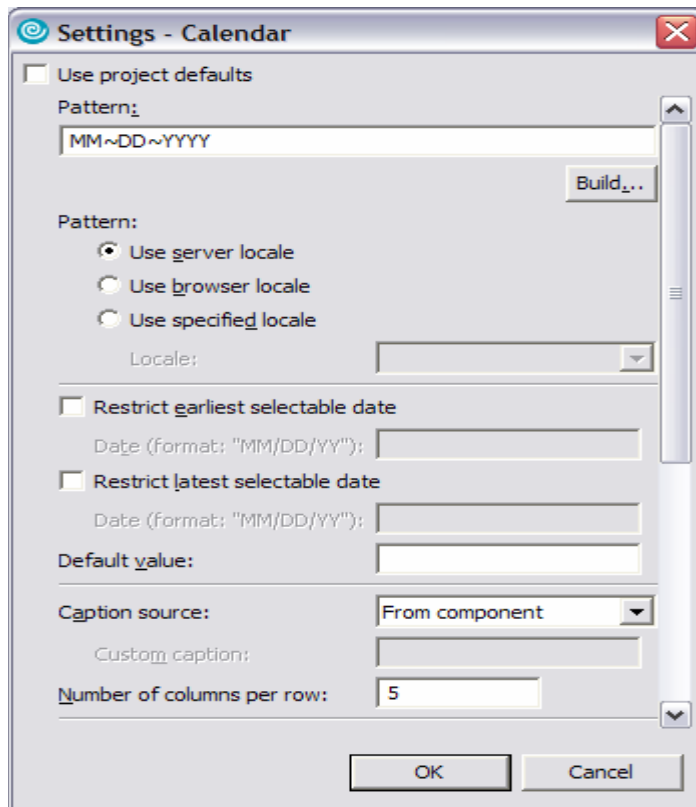 Settings - Calendar
Use project defaults
Pattern:
MM~DD~YYYY
Build...
Pattern:
Use server locale
Use browser locale
Use specified locale
Locale:
Restrict earliest selectable date
Date (format: "MM/DD/YY"):
Restrict latest selectable date
Date (format: "MM/DD/YY"):
Default value:
Caption source: From component
Custom caption:
Number of columns per row: 5
OK Cancel